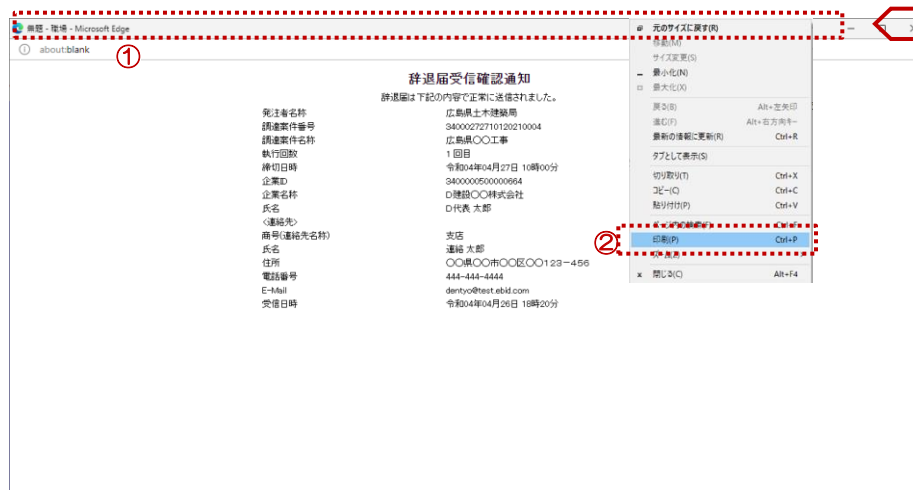 無題 - 職場 - Microsoft Edge
about:blank
①
辞退届受信確認通知
辞退届は下記の内容で正常に送信されました。
発注者名称 広島県土木建築局
調達案件番号 34000272710120210004
調達案件名称 広島県〇〇工事
執行回数 1回目
締切日時 令和04年04月27日 10時00分
企業ID 3400000500000664
企業名称 D建設〇〇株式会社
氏名 D代表 太郎
<連絡先>
商号(連絡先名称) 支店
氏名 連絡 太郎
住所 〇〇県〇〇市〇〇区〇〇123-456
電話番号 444-444-4444
E-Mail dentyo@test.ebid.com
受信日時 令和04年04月26日 18時20分
元のサイズに戻す(R)
移動(M)
サイズ変更(S)
最小化(N)
最大化(X)
戻る(B) Alt+左矢印
進む(F) Alt+右方向キー
最新の情報に更新(R) Ctrl+R
タブとして表示(S)
切り取り(T) Ctrl+X
コピー(C) Ctrl+C
貼り付け(P) Ctrl+V
ページ内の検索(F) Ctrl+F
②
印刷(P) Ctrl+P
ズーム(Z)
閉じる(C) Alt+F4